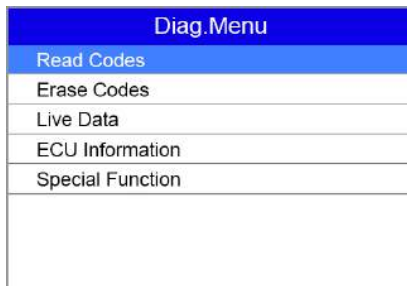 Diag.Menu
Read Codes
Erase Codes
Live Data
ECU Information
Special Function